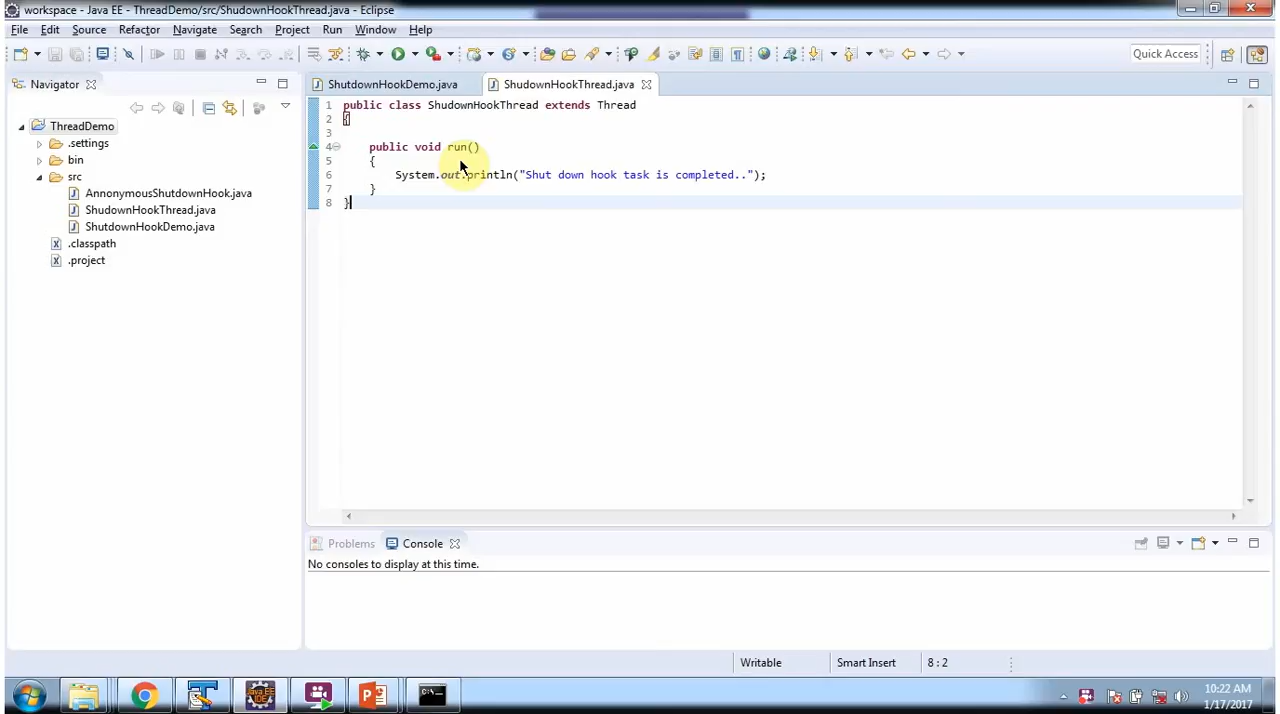 workspace - Java EE - ThreadDemo/src/ShudownHookThread.java - Eclipse
File Edit Source Refactor Navigate Search Project Run Window Help
Quick Access
Navigator
ThreadDemo
.settings
bin
src
AnnonymousShutdownHook.java
ShudownHookThread.java
ShutdownHookDemo.java
.classpath
.project
ShutdownHookDemo.java ShudownHookThread.java
1 public class ShudownHookThread extends Thread
2 {
3
4 public void run()
5 {
6 System.out.println("Shut down hook task is completed..");
7 }
8 }
Problems Console
No consoles to display at this time.
Writable Smart Insert 8 : 2
Java EE
IDE
10:22 AM
1/17/2017